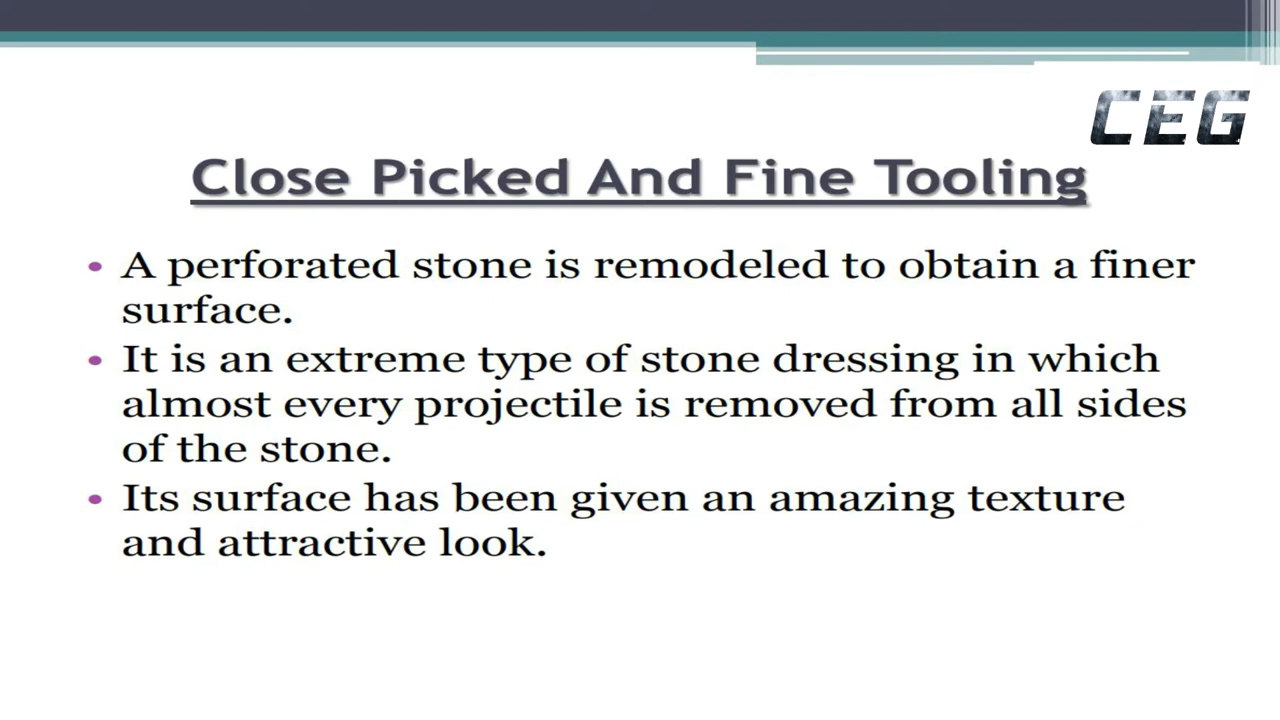 CEG
Close Picked And Fine Tooling
• A perforated stone is remodeled to obtain a finer
surface.
• It is an extreme type of stone dressing in which
almost every projectile is removed from all sides
of the stone.
• Its surface has been given an amazing texture
and attractive look.